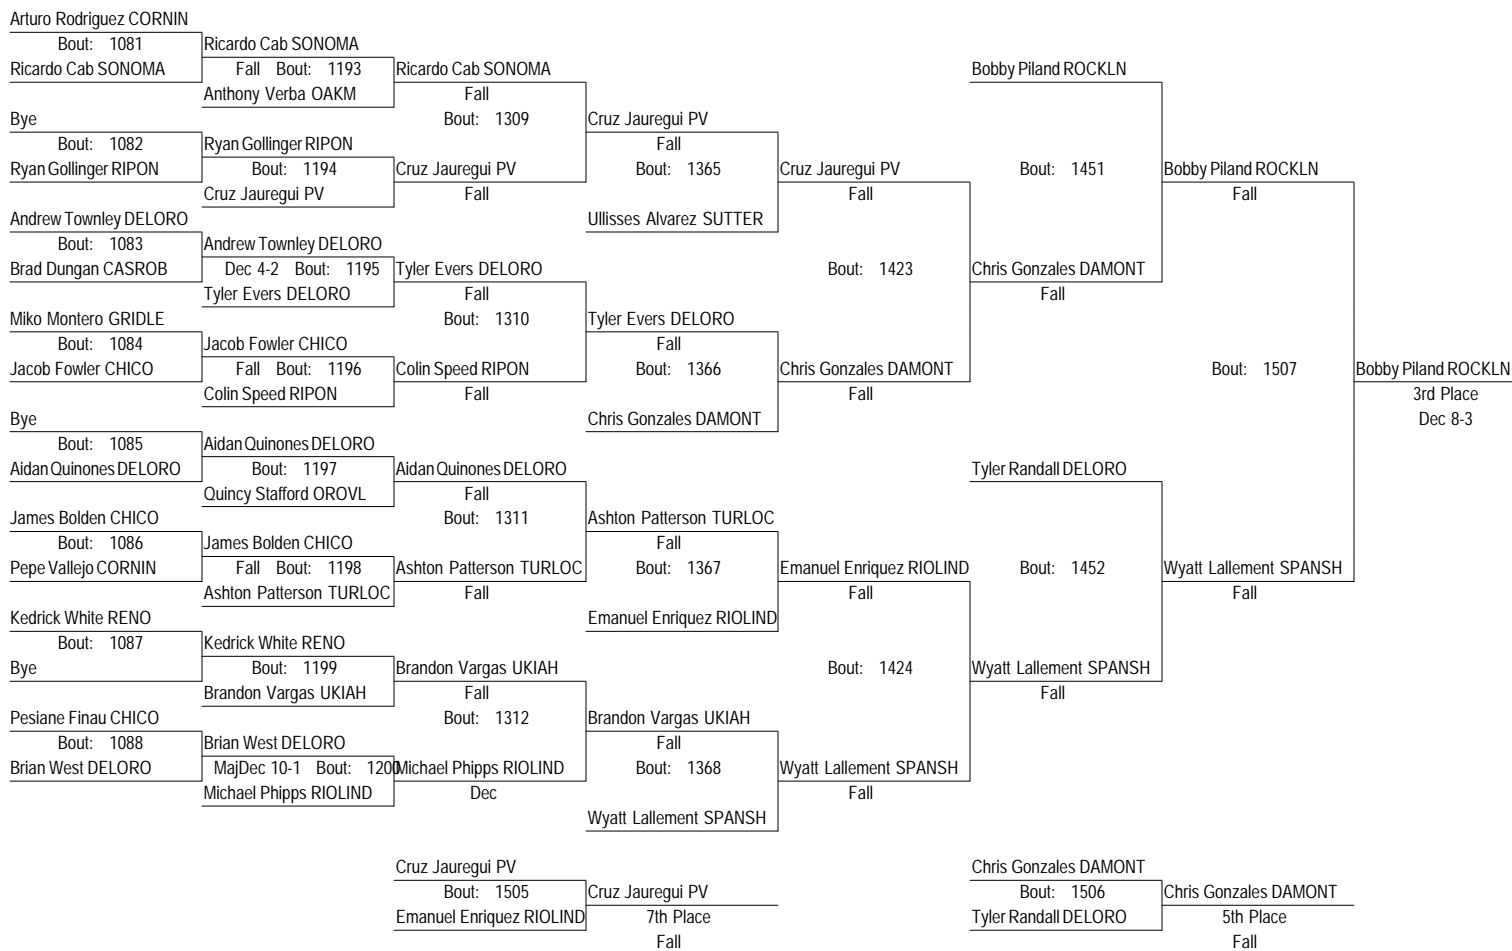 Arturo Rodriguez CORNIN
Bout: 1081
Ricardo Cab SONOMA
Bye
Bout: 1082
Ryan Gollinger RIPON
Andrew Townley DELORO
Bout: 1083
Brad Dungan CASROB
Miko Montero GRIDLE
Bout: 1084
Jacob Fowler CHICO
Bye
Bout: 1085
Aidan Quinones DELORO
James Bolden CHICO
Bout: 1086
Pepe Vallejo CORNIN
Kedrick White RENO
Bout: 1087
Bye
Pesiane Finau CHICO
Bout: 1088
Brian West DELORO
Ricardo Cab SONOMA
Fall Bout: 1193
Anthony Verba OAKM
Ryan Gollinger RIPON
Bout: 1194
Cruz Jauregui PV
Andrew Townley DELORO
Dec 4-2 Bout: 1195
Tyler Evers DELORO
Jacob Fowler CHICO
Fall Bout: 1196
Colin Speed RIPON
Aidan Quinones DELORO
Bout: 1197
Quincy Stafford OROVL
James Bolden CHICO
Fall Bout: 1198
Ashton Patterson TURLOC
Kedrick White RENO
Bout: 1199
Brandon Vargas UKIAH
Brian West DELORO
MajDec 10-1 Bout: 1200
Michael Phipps RIOLIND
Ricardo Cab SONOMA
Fall
Bout: 1309
Cruz Jauregui PV
Fall
Tyler Evers DELORO
Fall
Bout: 1310
Colin Speed RIPON
Fall
Aidan Quinones DELORO
Fall
Bout: 1311
Ashton Patterson TURLOC
Fall
Brandon Vargas UKIAH
Fall
Bout: 1312
Michael Phipps RIOLIND
Dec
Cruz Jauregui PV
Fall
Bout: 1365
Ullisses Alvarez SUTTER
Tyler Evers DELORO
Fall
Bout: 1366
Chris Gonzales DAMONT
Ashton Patterson TURLOC
Fall
Bout: 1367
Emanuel Enriquez RIOLIND
Brandon Vargas UKIAH
Fall
Bout: 1368
Wyatt Lallement SPANSH
Cruz Jauregui PV
Fall
Bout: 1423
Chris Gonzales DAMONT
Fall
Emanuel Enriquez RIOLIND
Fall
Bout: 1424
Wyatt Lallement SPANSH
Fall
Bobby Piland ROCKLN
Bout: 1451
Chris Gonzales DAMONT
Fall
Tyler Randall DELORO
Bout: 1452
Wyatt Lallement SPANSH
Fall
Bobby Piland ROCKLN
Fall
Bout: 1507
Wyatt Lallement SPANSH
Fall
Bobby Piland ROCKLN
3rd Place
Dec 8-3
Cruz Jauregui PV
Bout: 1505
Emanuel Enriquez RIOLIND
Cruz Jauregui PV
7th Place
Fall
Chris Gonzales DAMONT
Bout: 1506
Tyler Randall DELORO
Chris Gonzales DAMONT
5th Place
Fall